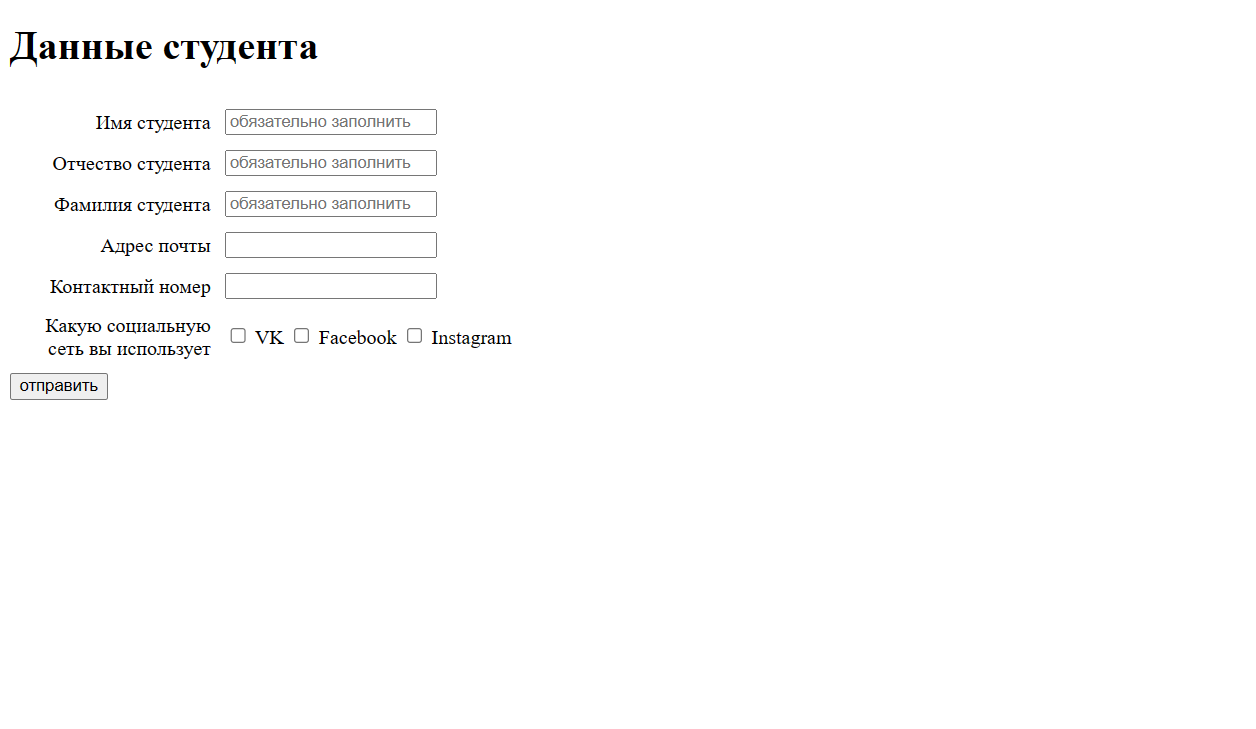 Данные студента
Имя студента обязательно заполнить
Отчество студента обязательно заполнить
Фамилия студента обязательно заполнить
Адрес почты
Контактный номер
Какую социальную
сеть вы использует
VK Facebook Instagram
отправить